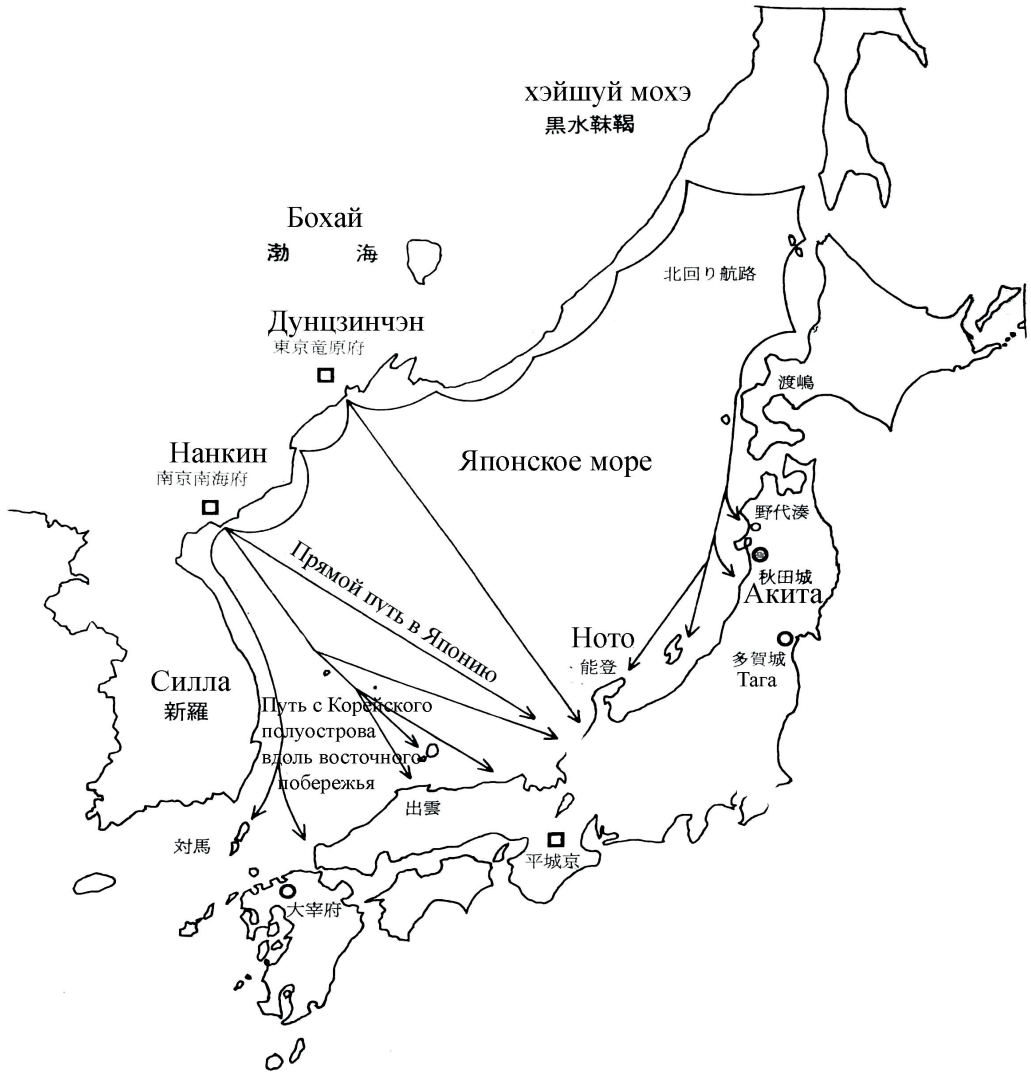 хэйшуй мохэ
黒水靺鞨
Бохай
渤 海
北回り航路
Дунцзинчэн
東京竜原府
渡嶋
Нанкин
南京南海府
Японское море
野代湊
秋田城
Акита
Прямой путь в Японию
Ното
能登
多賀城
Тага
Силла
新羅
Путь с Корейского
полуострова
вдоль восточного
побережья
出雲
対馬
平城京
大宰府